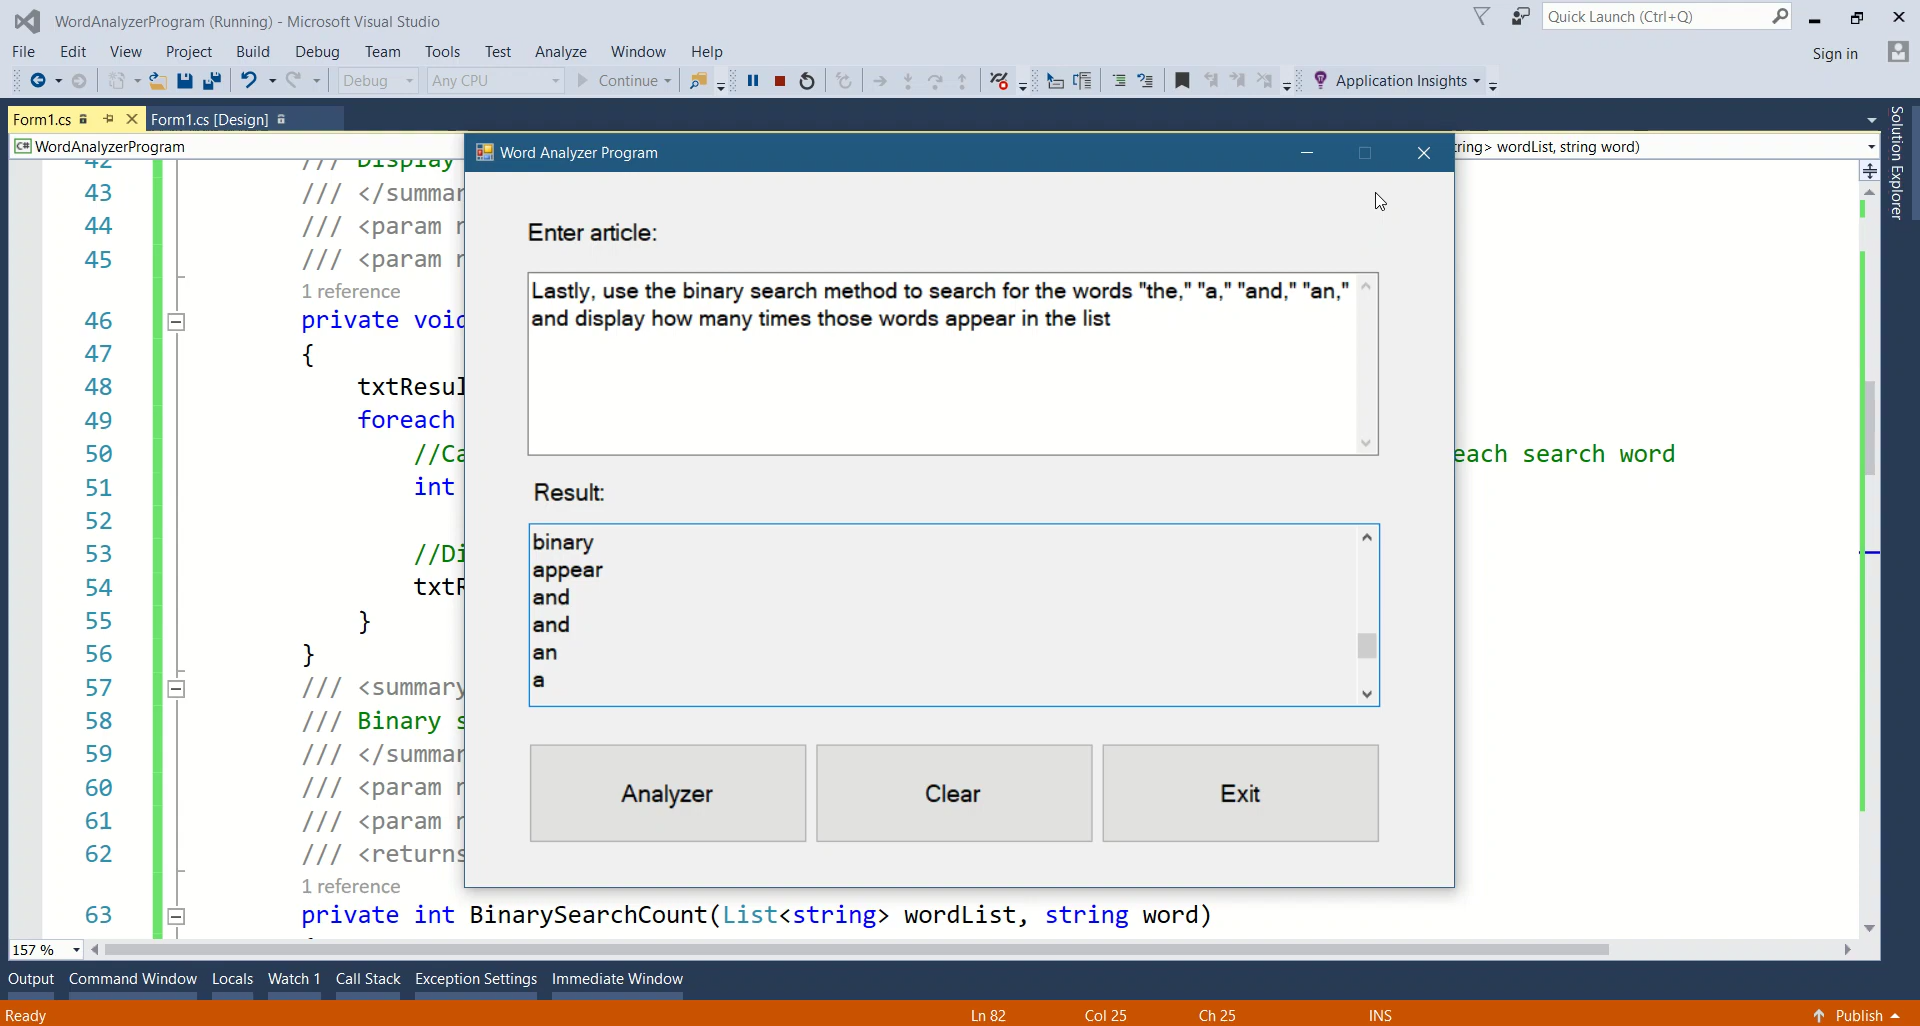 WordAnalyzerProgram (Running) - Microsoft Visual Studio
Quick Launch (Ctrl+Q)
File Edit View Project Build Debug Team Tools Test Analyze Window Help
Sign in
Debug Any CPU Continue Application Insights
Form1.cs Form1.cs [Design]
Solution Explorer
C# WordAnalyzerProgram
wordList, string word)
Word Analyzer Program
Enter article:
Lastly, use the binary search method to search for the words "the," "a," "and," "an,"
and display how many times those words appear in the list
Result:
binary
appear
and
and
an
a
Analyzer Clear Exit
42 /// Display
43 /// </summar
44 /// <param
45 /// <param
1 reference
46 private void
47 {
48 txtResul
49 foreach
50 //Ca each search word
51 int
52
53 //Di
54 txtR
55 }
56 }
57 /// <summary
58 /// Binary s
59 /// </summar
60 /// <param
61 /// <param
62 /// <returns
1 reference
63 private int BinarySearchCount(List<string> wordList, string word)
157 %
Output Command Window Locals Watch 1 Call Stack Exception Settings Immediate Window
Ready Ln 82 Col 25 Ch 25 INS Publish